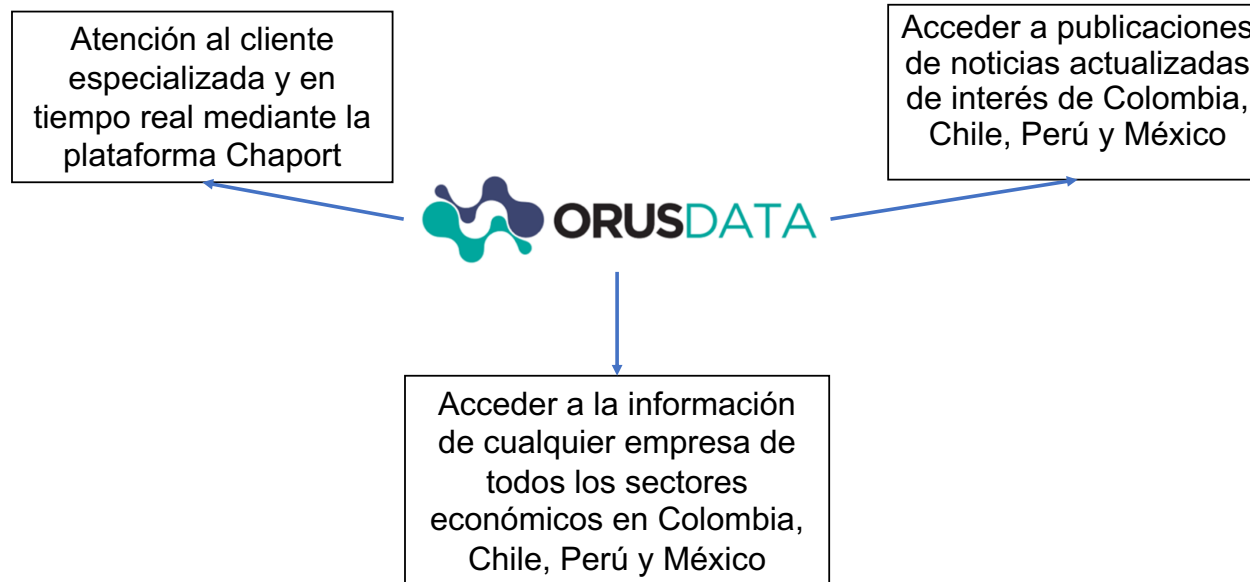 Atención al cliente
especializada y en
tiempo real mediante la
plataforma Chaport
Acceder a publicaciones
de noticias actualizadas
de interés de Colombia,
Chile, Perú y México
ORUSDATA
Acceder a la información
de cualquier empresa de
todos los sectores
económicos en Colombia,
Chile, Perú y México